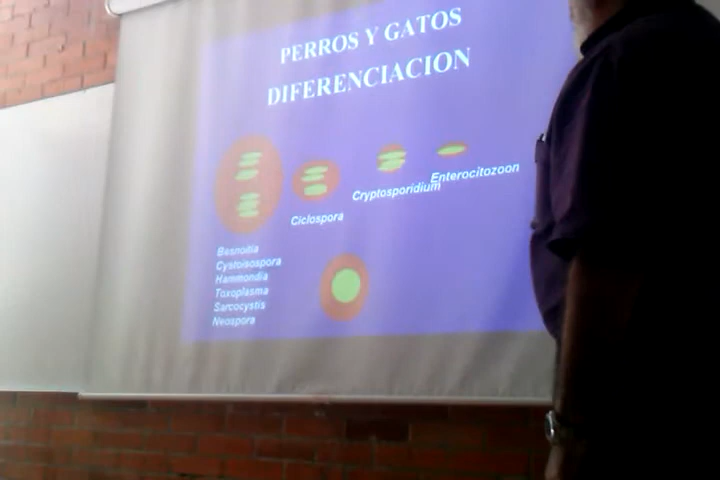 PERROS Y GATOS
DIFERENCIACION
Besnoitia
Cystoisospora
Hammondia
Toxoplasma
Sarcocystis
Neospora
Ciclospora
Cryptosporidium
Enterocitozoon